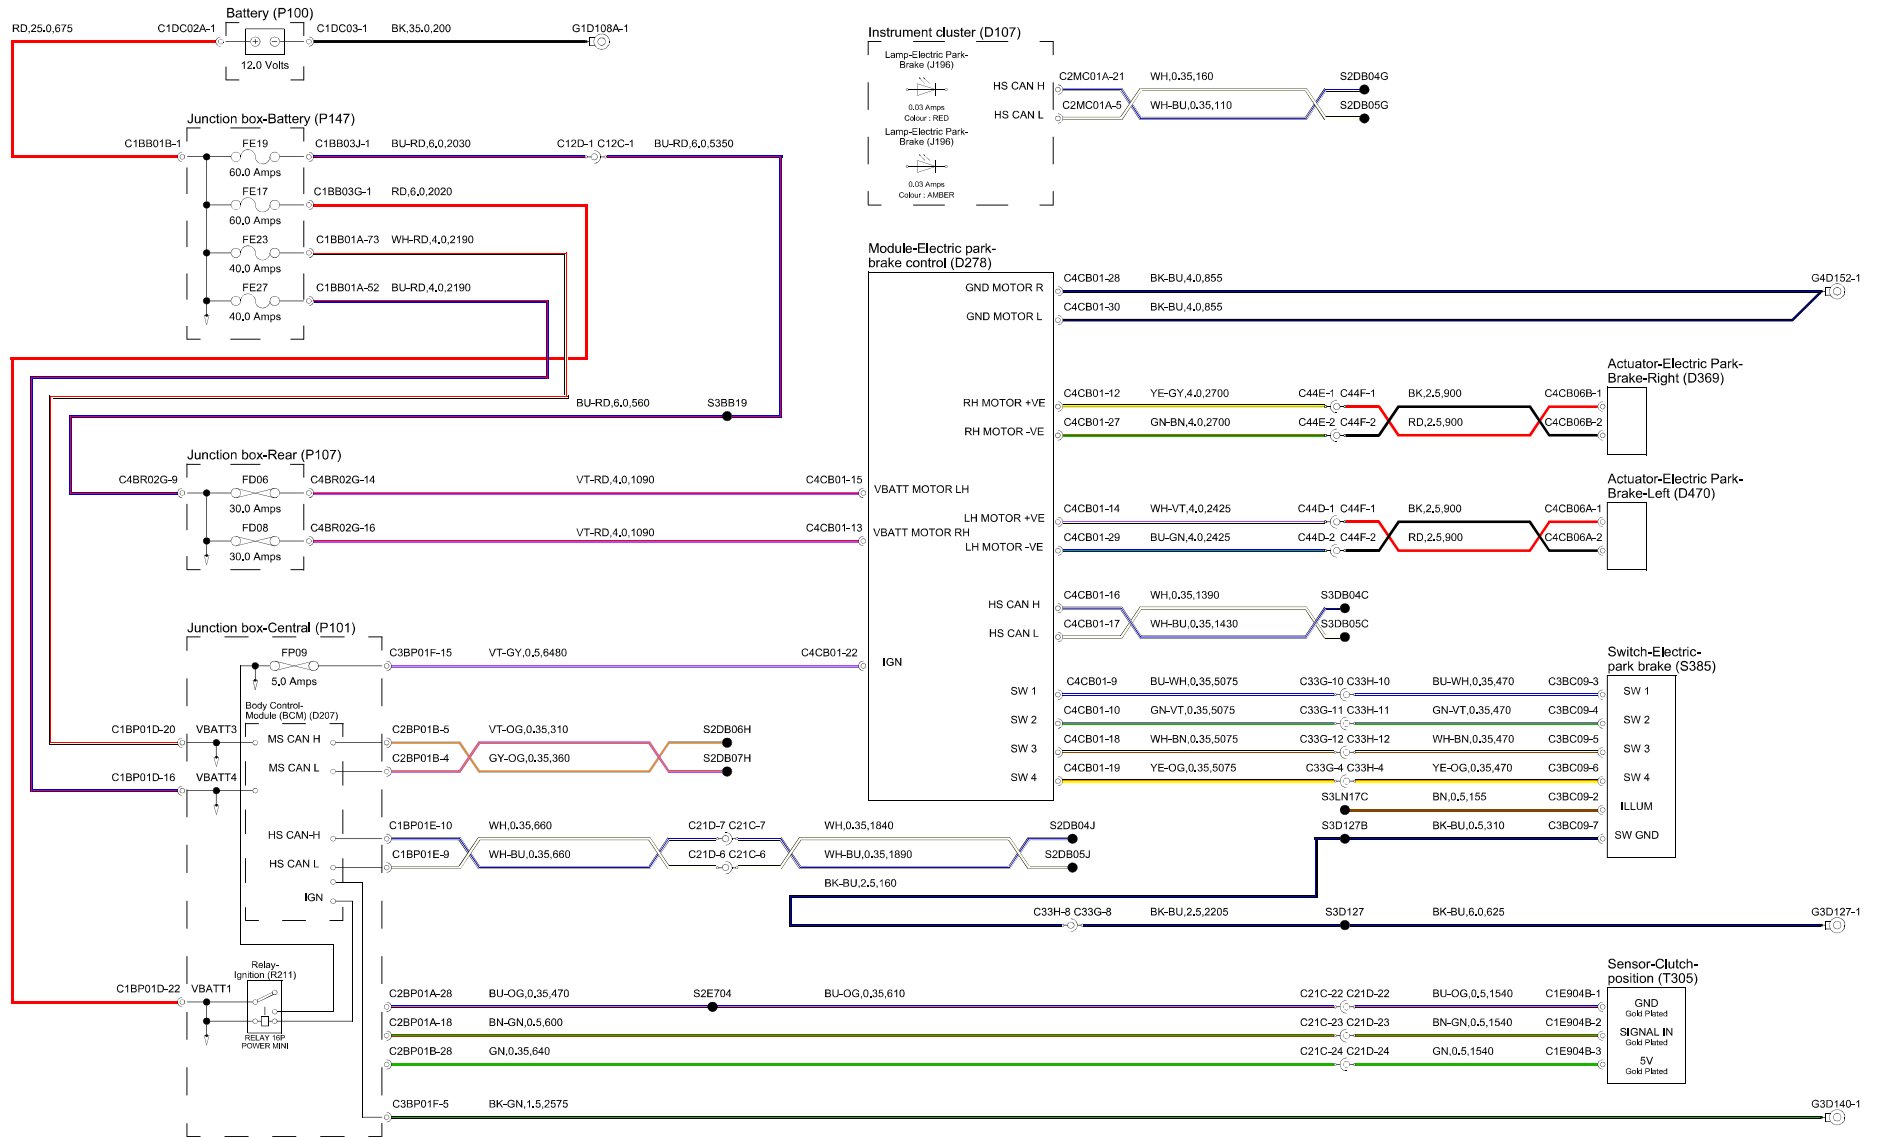 Battery (P100)
RD,25.0,675
C1DC02A-1
C1DC03-1
BK,35.0,200
G1D108A-1
12.0 Volts
Junction box-Battery (P147)
C1BB01B-1
FE19
60.0 Amps
C1BB03J-1
BU-RD,6.0,2030
C12D-1 C12C-1
BU-RD,6.0,5350
FE17
60.0 Amps
C1BB03G-1
RD,6.0,2020
FE23
40.0 Amps
C1BB01A-73
WH-RD,4.0,2190
FE27
40.0 Amps
C1BB01A-52
BU-RD,4.0,2190
BU-RD,6.0,560
S3BB19
Junction box-Rear (P107)
C4BR02G-9
FD06
30.0 Amps
C4BR02G-14
VT-RD,4.0,1090
C4CB01-15
FD08
30.0 Amps
C4BR02G-16
VT-RD,4.0,1090
C4CB01-13
Junction box-Central (P101)
FP09
5.0 Amps
C3BP01F-15
VT-GY,0.5,6480
C4CB01-22
Body Control-
Module (BCM) (D207)
C1BP01D-20
VBATT3
MS CAN H
C2BP01B-5
VT-OG,0.35,310
S2DB06H
MS CAN L
C2BP01B-4
GY-OG,0.35,360
S2DB07H
C1BP01D-16
VBATT4
HS CAN-H
C1BP01E-10
WH,0.35,660
C21D-7 C21C-7
WH,0.35,1840
S2DB04J
HS CAN L
C1BP01E-9
WH-BU,0.35,660
C21D-6 C21C-6
WH-BU,0.35,1890
S2DB05J
IGN
Relay-
Ignition (R211)
C1BP01D-22
VBATT1
RELAY 16P
POWER MINI
Instrument cluster (D107)
Lamp-Electric Park-
Brake (J196)
0.03 Amps
Colour : RED
Lamp-Electric Park-
Brake (J196)
0.03 Amps
Colour : AMBER
HS CAN H
C2MC01A-21
WH,0.35,160
S2DB04G
HS CAN L
C2MC01A-5
WH-BU,0.35,110
S2DB05G
Module-Electric park-
brake control (D278)
GND MOTOR R
C4CB01-28
BK-BU,4.0,855
G4D152-1
GND MOTOR L
C4CB01-30
BK-BU,4.0,855
RH MOTOR +VE
C4CB01-12
YE-GY,4.0,2700
C44E-1 C44F-1
BK,2.5,900
C4CB06B-1
RH MOTOR -VE
C4CB01-27
GN-BN,4.0,2700
C44E-2 C44F-2
RD,2.5,900
C4CB06B-2
Actuator-Electric Park-
Brake-Right (D369)
VBATT MOTOR LH
VBATT MOTOR RH
LH MOTOR +VE
C4CB01-14
WH-VT,4.0,2425
C44D-1 C44F-1
BK,2.5,900
C4CB06A-1
LH MOTOR -VE
C4CB01-29
BU-GN,4.0,2425
C44D-2 C44F-2
RD,2.5,900
C4CB06A-2
Actuator-Electric Park-
Brake-Left (D470)
HS CAN H
C4CB01-16
WH,0.35,1390
S3DB04C
HS CAN L
C4CB01-17
WH-BU,0.35,1430
S3DB05C
IGN
Switch-Electric-
park brake (S385)
SW 1
C4CB01-9
BU-WH,0.35,5075
C33G-10 C33H-10
BU-WH,0.35,470
C3BC09-3
SW 1
SW 2
C4CB01-10
GN-VT,0.35,5075
C33G-11 C33H-11
GN-VT,0.35,470
C3BC09-4
SW 2
SW 3
C4CB01-18
WH-BN,0.35,5075
C33G-12 C33H-12
WH-BN,0.35,470
C3BC09-5
SW 3
SW 4
C4CB01-19
YE-OG,0.35,5075
C33G-4 C33H-4
YE-OG,0.35,470
C3BC09-6
SW 4
S3LN17C
BN,0.5,155
C3BC09-2
ILLUM
S3D127B
BK-BU,0.5,310
C3BC09-7
SW GND
BK-BU,2.5,160
C33H-8 C33G-8
BK-BU,2.5,2205
S3D127
BK-BU,6.0,625
G3D127-1
Sensor-Clutch-
position (T305)
C2BP01A-28
BU-OG,0.35,470
S2E704
BU-OG,0.35,610
C21C-22 C21D-22
BU-OG,0.5,1540
C1E904B-1
GND
Gold Plated
C2BP01A-18
BN-GN,0.5,600
C21C-23 C21D-23
BN-GN,0.5,1540
C1E904B-2
SIGNAL IN
Gold Plated
C2BP01B-28
GN,0.35,640
C21C-24 C21D-24
GN,0.5,1540
C1E904B-3
5V
Gold Plated
C3BP01F-5
BK-GN,1.5,2575
G3D140-1